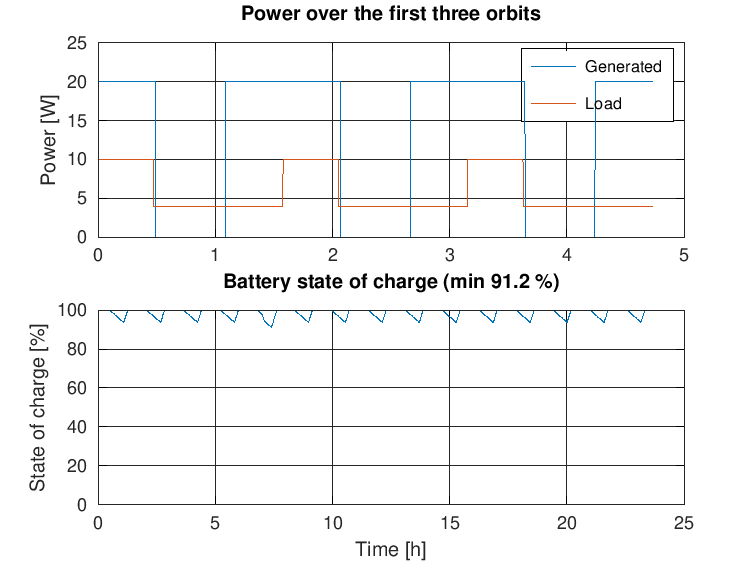 Power over the first three orbits
25
20
15
10
5
0
Power [W]
Generated
Load
0 1 2 3 4 5
Battery state of charge (min 91.2 %)
100
80
60
40
20
0
State of charge [%]
0 5 10 15 20 25
Time [h]